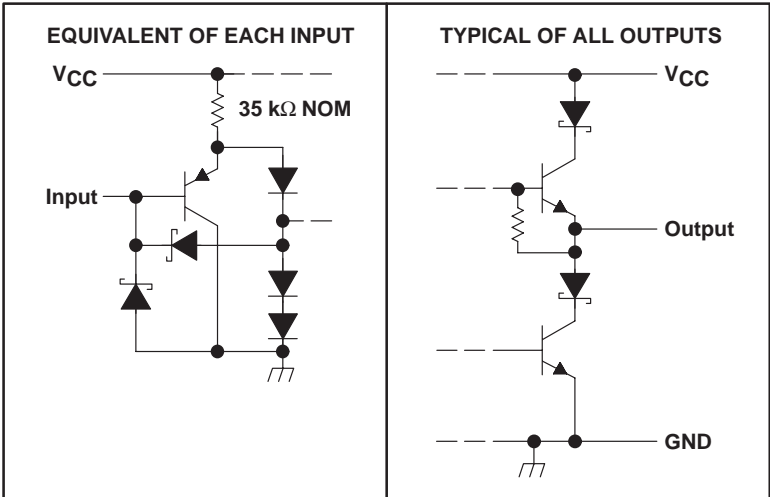 EQUIVALENT OF EACH INPUT
VCC
35 kΩ NOM
Input
TYPICAL OF ALL OUTPUTS
VCC
Output
GND